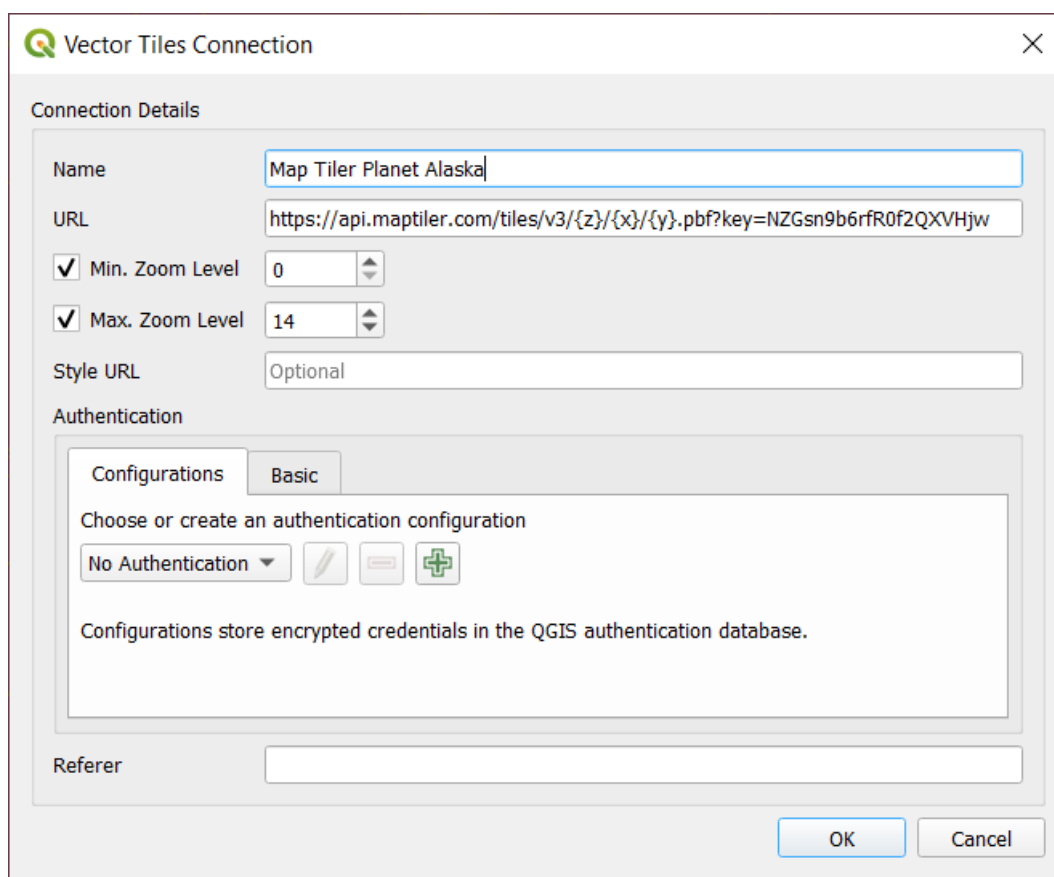 Vector Tiles Connection
Connection Details
Name Map Tiler Planet Alaska
URL https://api.maptiler.com/tiles/v3/{z}/{x}/{y}.pbf?key=NZGsn9b6rfR0f2QXVHjw
Min. Zoom Level 0
Max. Zoom Level 14
Style URL Optional
Authentication
Configurations Basic
Choose or create an authentication configuration
No Authentication
Configurations store encrypted credentials in the QGIS authentication database.
Referer
OK Cancel